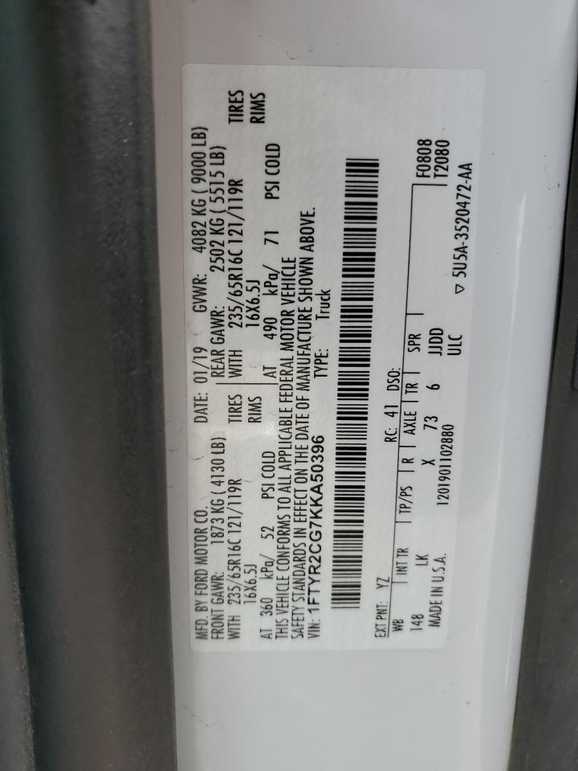 MFD. BY FORD MOTOR CO. DATE: 01/19 GVWR: 4082 KG ( 9000 LB)
FRONT GAWR: 1873 KG ( 4130 LB) REAR GAWR: 2502 KG ( 5515 LB)
WITH 235/65R16C 121/119R TIRES WITH 235/65R16C 121/119R TIRES
16X6.5J RIMS 16X6.5J RIMS
AT 360 kPa/ 52 PSI COLD AT 490 kPa/ 71 PSI COLD
THIS VEHICLE CONFORMS TO ALL APPLICABLE FEDERAL MOTOR VEHICLE
SAFETY STANDARDS IN EFFECT ON THE DATE OF MANUFACTURE SHOWN ABOVE.
VIN: 1FTYR2CG7KKA50396 TYPE: Truck
EXT PNT: YZ RC: 41 DSO: F0808
WB INT TR TP/PS R AXLE TR SPR T2080
148 LK X 73 6 JJDD
MADE IN U.S.A. 1201901102880 ULC
▽ 5U5A-3520472-AA